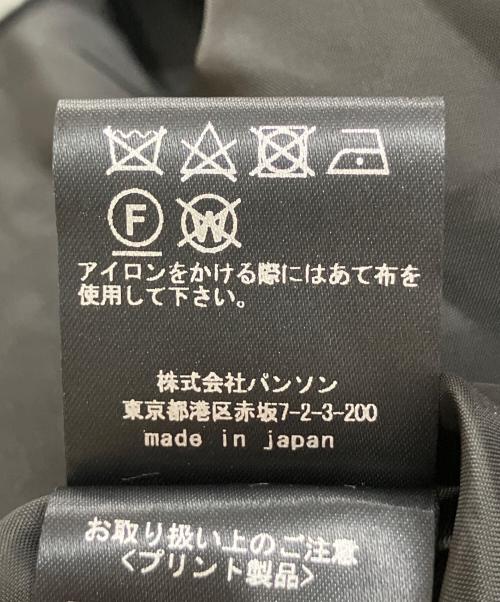 F W
アイロンをかける際にはあて布を
使用して下さい。
株式会社パンソン
東京都港区赤坂7-2-3-200
made in japan
お取り扱い上のご注意
<プリント製品>